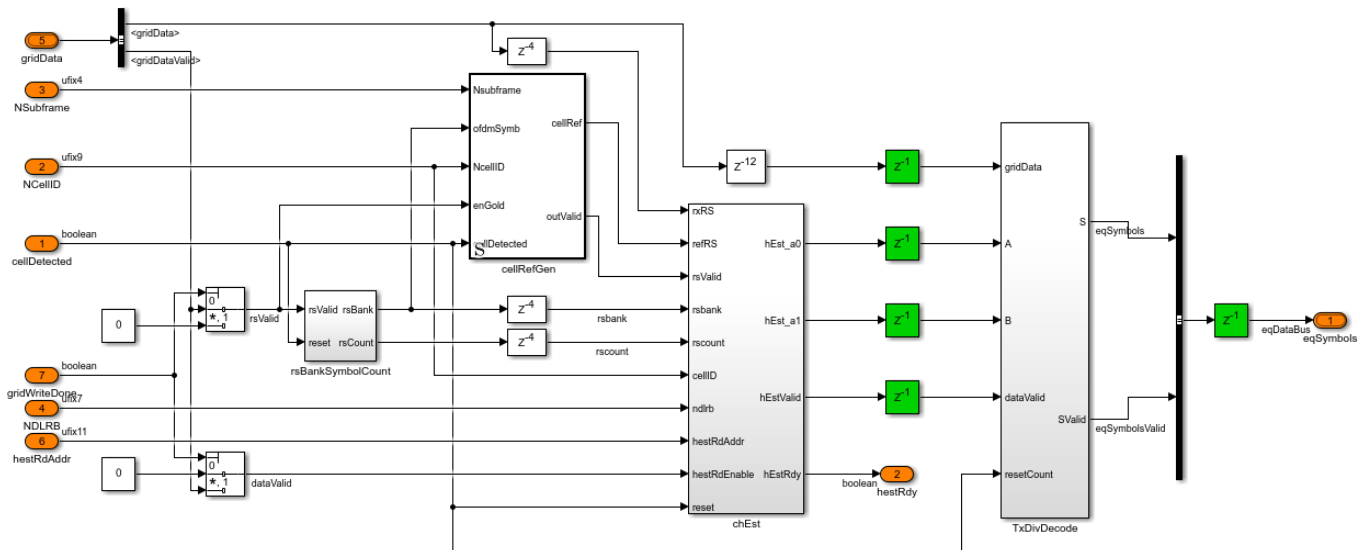 5
gridData
<gridData>
<gridDataValid>
Z-4
3
ufix4
NSubframe
2
ufix9
NCellID
1
boolean
cellDetected
Nsubframe
ofdmSymb
NcellID
enGold
cellDetected
S
cellRef
outValid
cellRefGen
0
0
*, 1
rsValid
rsValid rsBank
reset rsCount
rsBankSymbolCount
Z-4
rsbank
Z-4
rscount
7
boolean
gridWriteDone
4
ufix7
NDLRB
6
ufix11
hestRdAddr
0
0
*, 1
dataValid
Z-12
Z-1
rxRS
refRS
rsValid
rsbank
rscount
cellID
ndlrb
hestRdAddr
hestRdEnable
reset
hEst_a0
hEst_a1
hEstValid
hEstRdy
chEst
Z-1
Z-1
Z-1
boolean
2
hestRdy
gridData
A
B
dataValid
resetCount
S
SValid
TxDivDecode
eqSymbols
eqSymbolsValid
Z-1
eqDataBus
1
eqSymbols